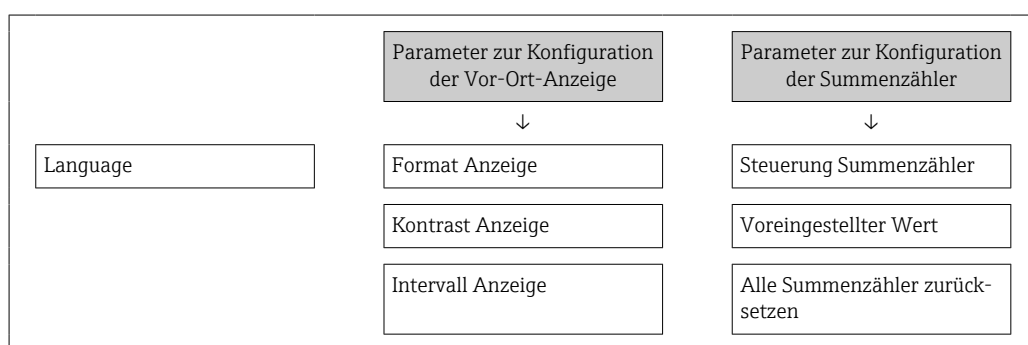 Parameter zur Konfiguration
der Vor-Ort-Anzeige
Parameter zur Konfiguration
der Summenzähler
↓
↓
Language
Format Anzeige
Steuerung Summenzähler
Kontrast Anzeige
Voreingestellter Wert
Intervall Anzeige
Alle Summenzähler zurück-
setzen